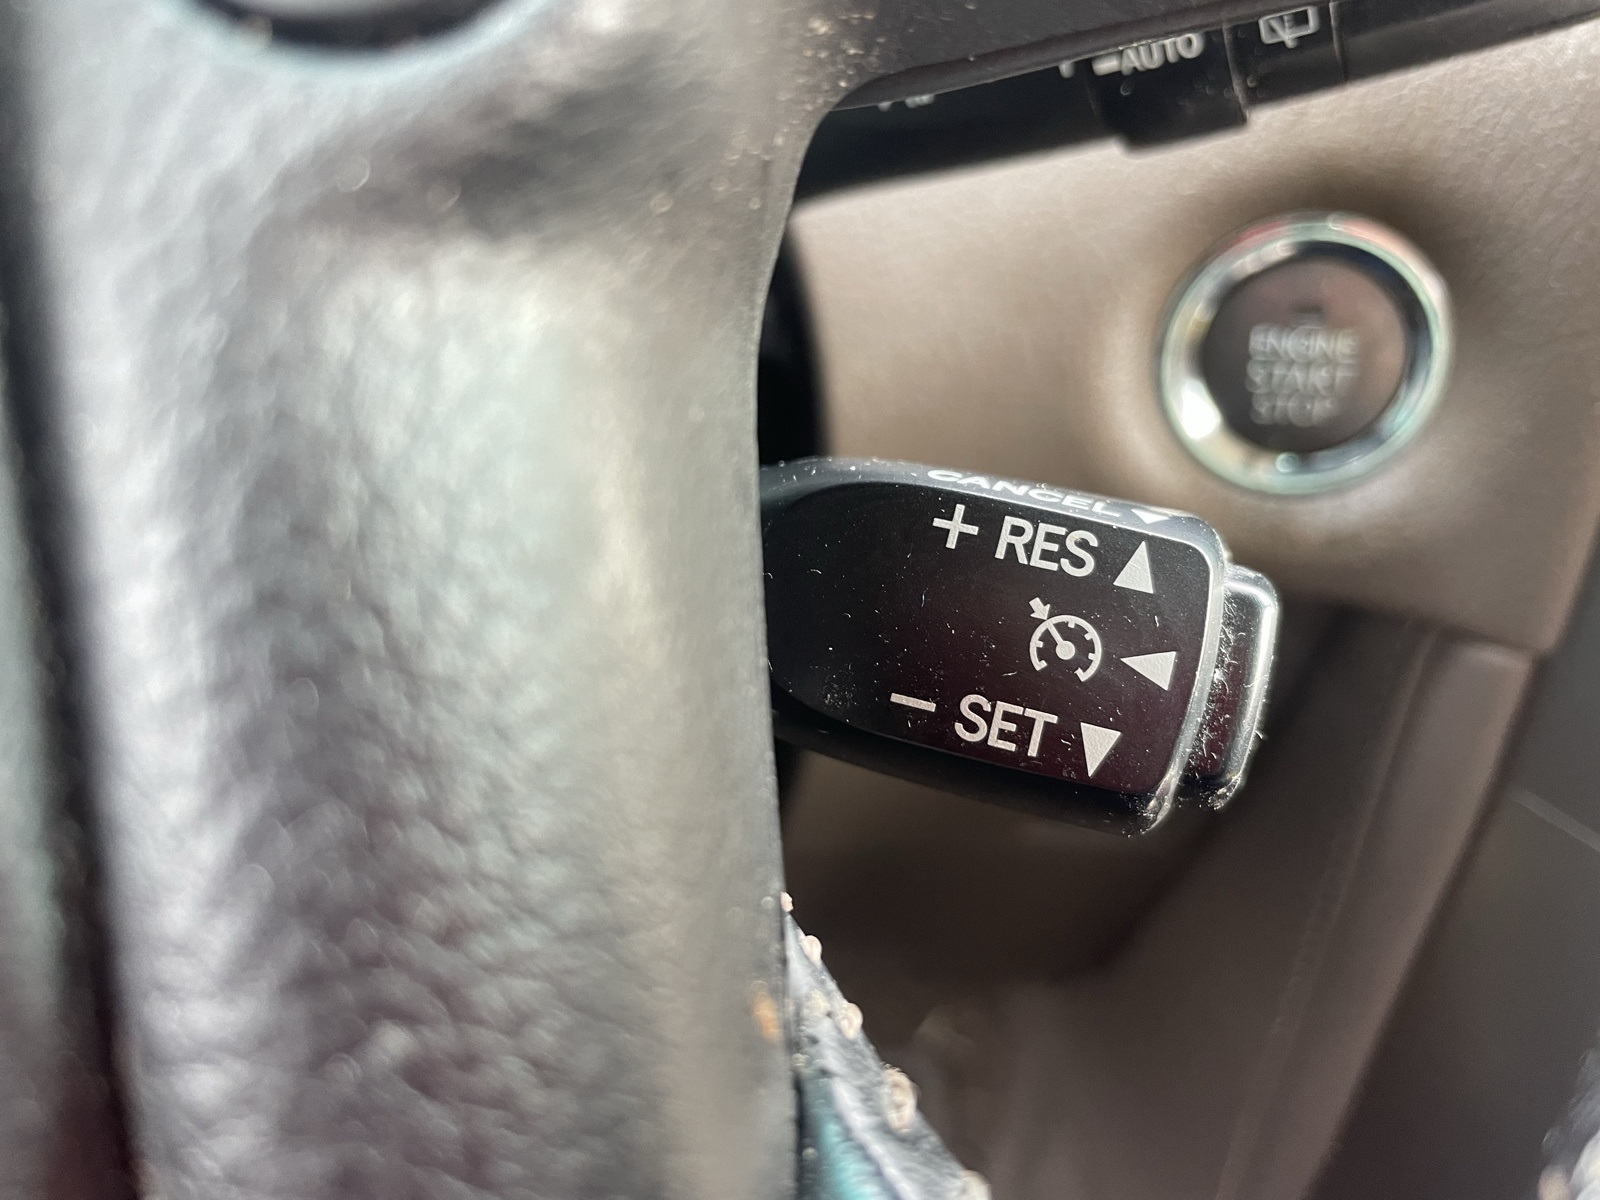 AUTO
ENGINE
START
STOP
CANCEL
+ RES
− SET